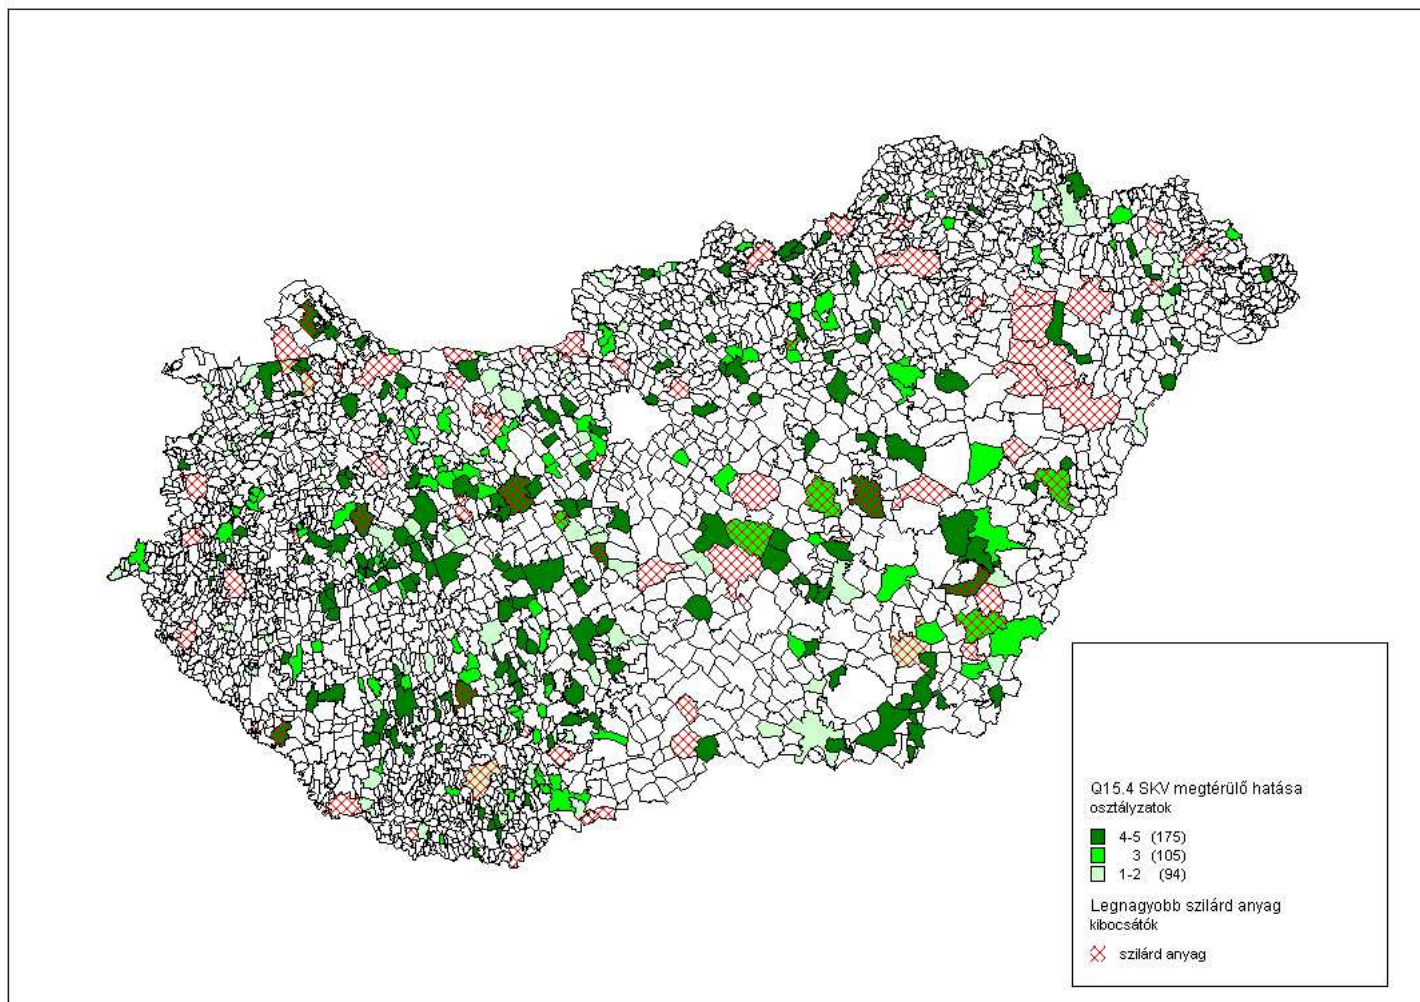 Q15.4 SKV megtérülő hatása
osztályzatok
4-5 (175)
3 (105)
1-2 (94)
Legnagyobb szilárd anyag
kibocsátók
szilárd anyag